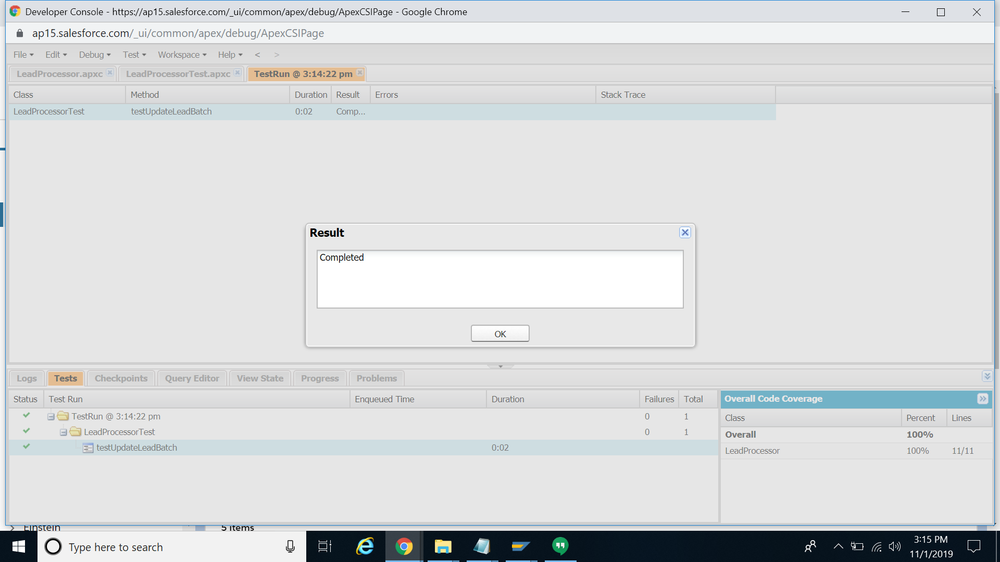 Developer Console - https://ap15.salesforce.com/_ui/common/apex/debug/ApexCSIPage - Google Chrome
ap15.salesforce.com/_ui/common/apex/debug/ApexCSIPage
File Edit Debug Test Workspace Help < >
LeadProcessor.apxc LeadProcessorTest.apxc TestRun @ 3:14:22 pm
Class Method Duration Result Errors Stack Trace
LeadProcessorTest testUpdateLeadBatch 0:02 Comp...
Result
Completed
OK
Logs Tests Checkpoints Query Editor View State Progress Problems
Status Test Run Enqueued Time Duration Failures Total
TestRun @ 3:14:22 pm 0 1
LeadProcessorTest 0 1
testUpdateLeadBatch 0:02
Overall Code Coverage
Class Percent Lines
Overall 100%
LeadProcessor 100% 11/11
Einstein 5 items
Type here to search
3:15 PM
11/1/2019